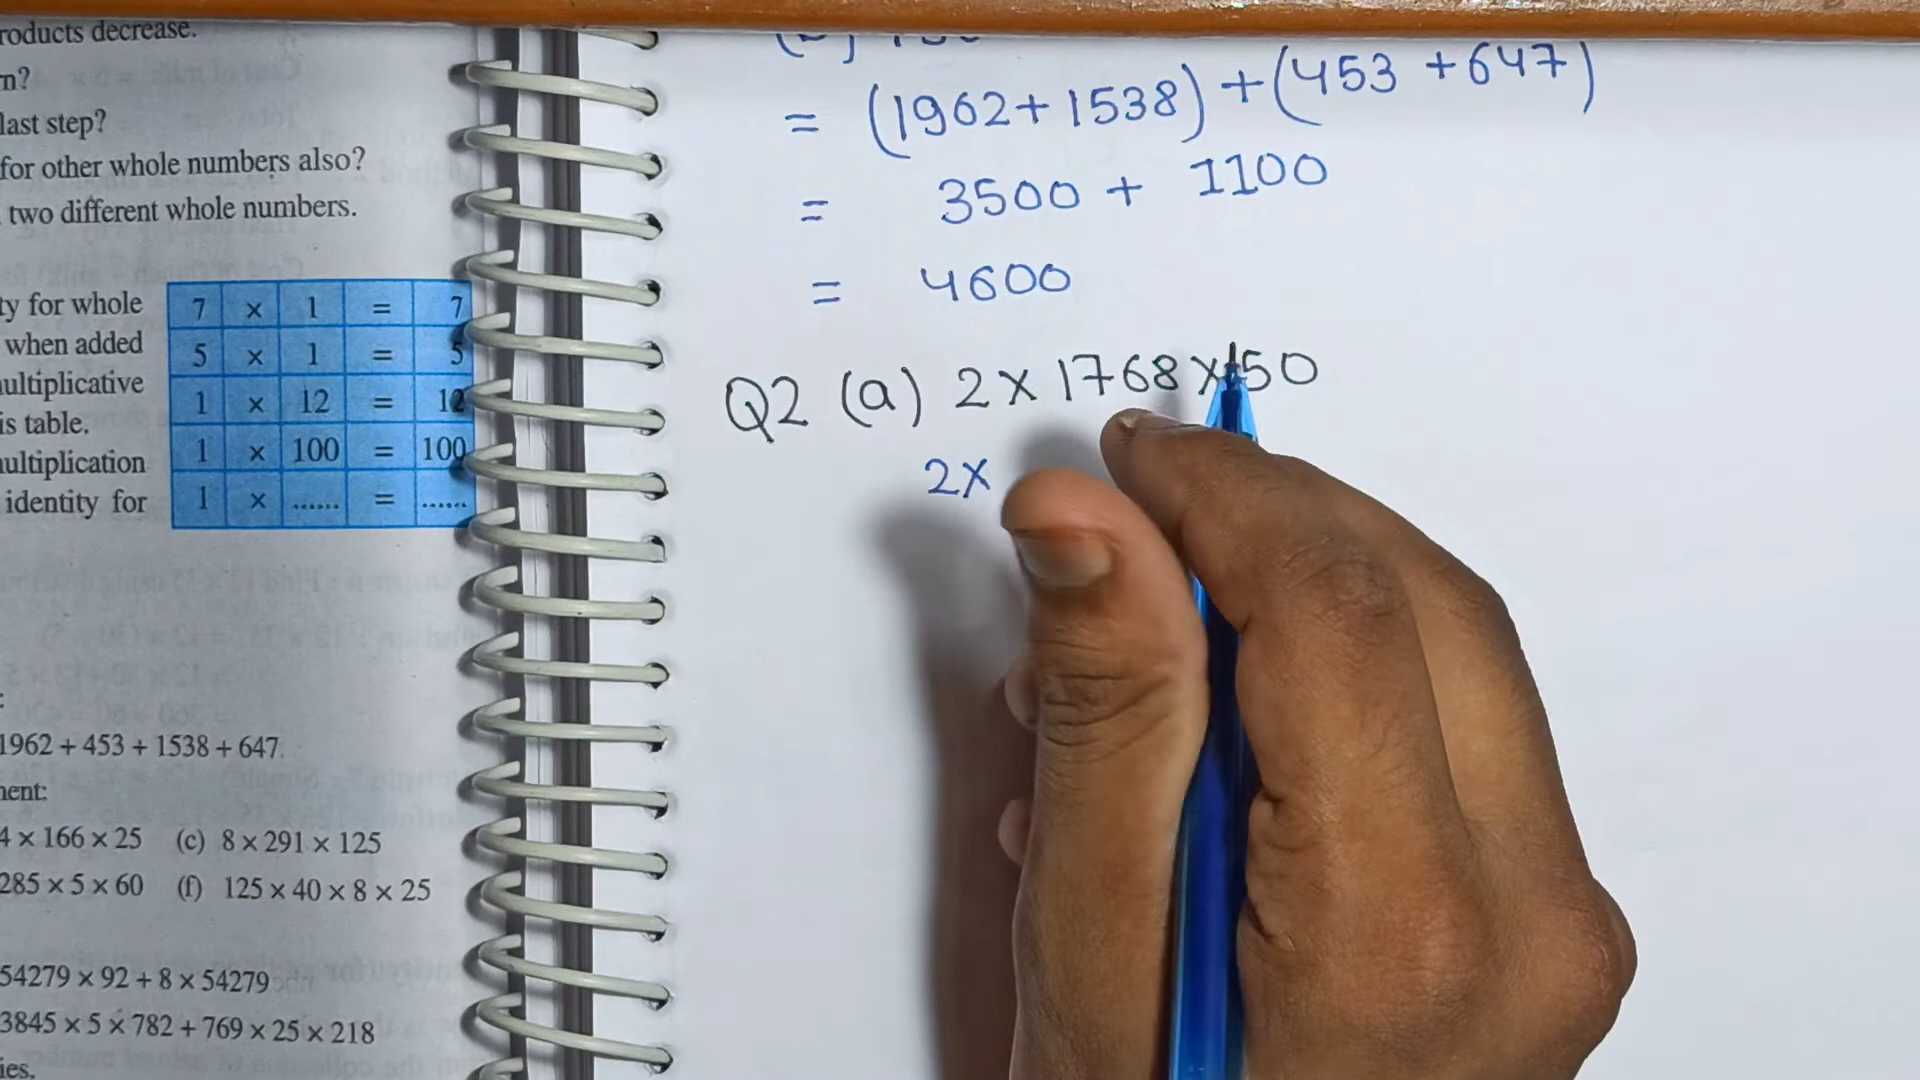 roducts decrease.
n?
last step?
for other whole numbers also?
two different whole numbers.
ty for whole
when added
ultiplicative
is table.
ultiplication
identity for
7 × 1 = 7
5 × 1 = 5
1 × 12 = 12
1 × 100 = 100
1 × ...... = ......
:
1962 + 453 + 1538 + 647.
nent:
4 × 166 × 25 (c) 8 × 291 × 125
285 × 5 × 60 (f) 125 × 40 × 8 × 25
54279 × 92 + 8 × 54279
3845 × 5 × 782 + 769 × 25 × 218
ies.
= (1962+1538)+(453+647)
= 3500 + 1100
= 4600
Q2 (a) 2x 1768x 50
2x